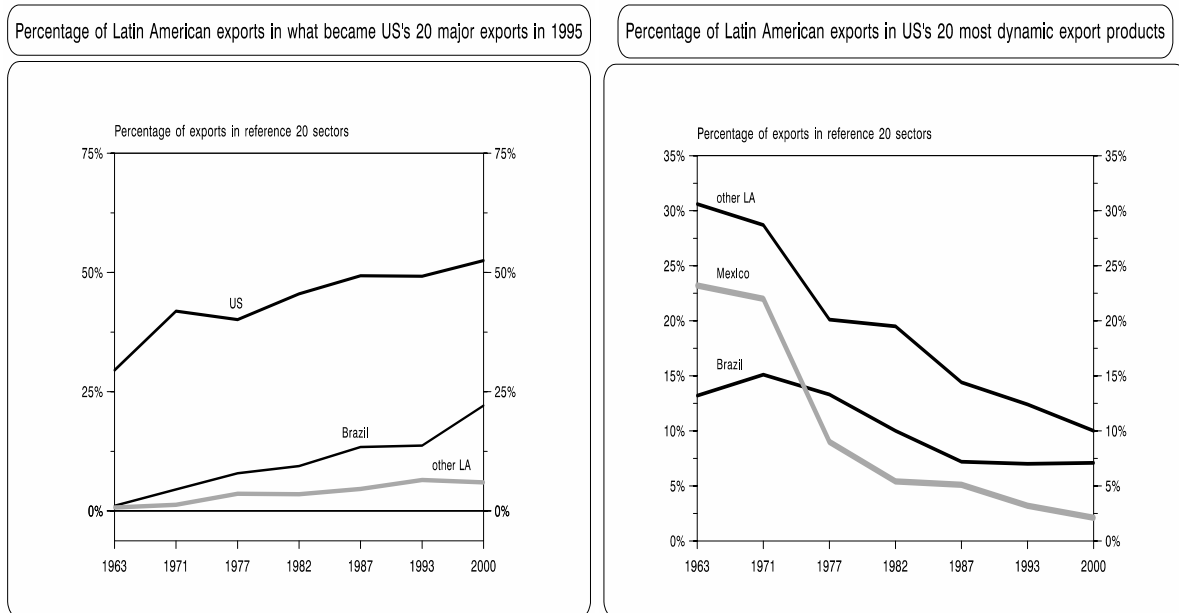 Percentage of Latin American exports in what became US's 20 major exports in 1995
Percentage of exports in reference 20 sectors
75% 75%
50% 50%
25% 25%
0% 0%
US
Brazil
other LA
1963 1971 1977 1982 1987 1993 2000
Percentage of Latin American exports in US's 20 most dynamic export products
Percentage of exports in reference 20 sectors
35% 35%
30% 30%
25% 25%
20% 20%
15% 15%
10% 10%
5% 5%
0% 0%
other LA
Mexico
Brazil
1963 1971 1977 1982 1987 1993 2000